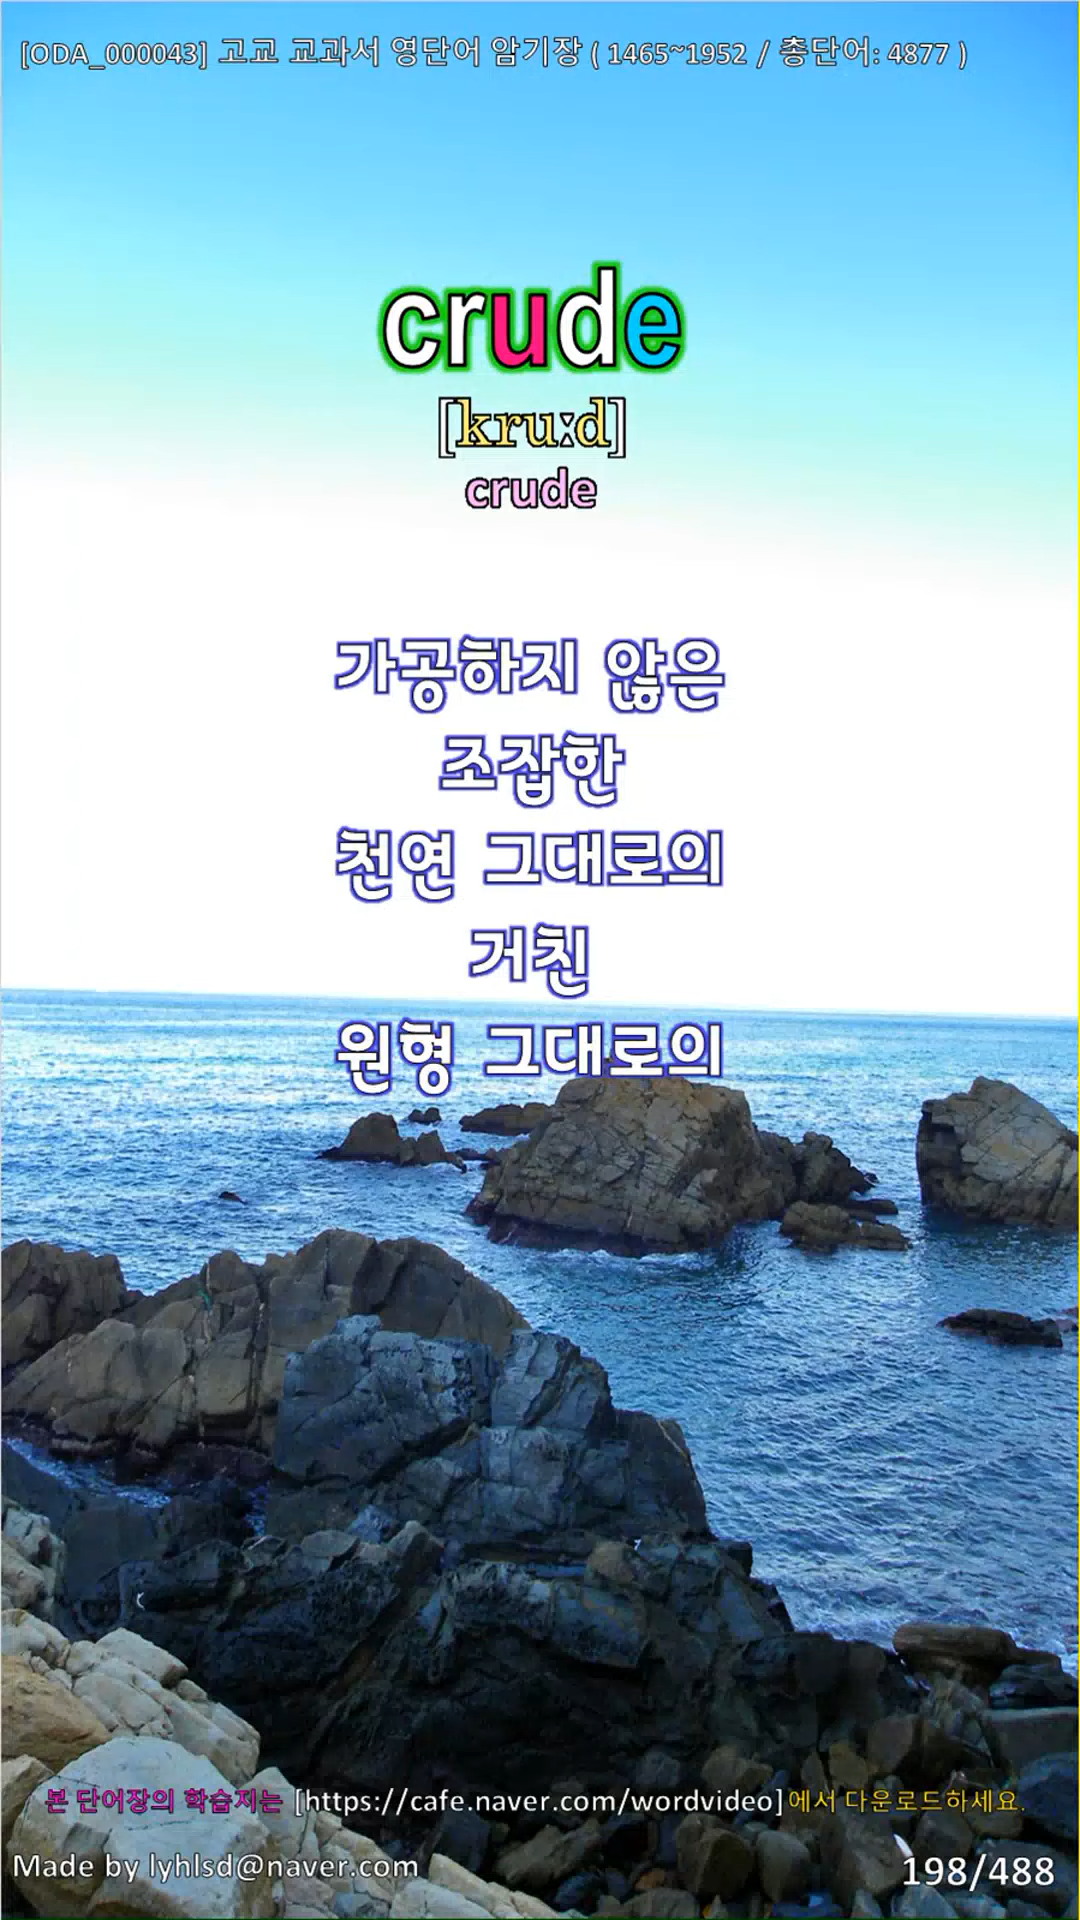 [ODA_000043] 고교 교과서 영단어 암기장 ( 1465~1952 / 총단어: 4877 )
crude
[kruːd]
crude
가공하지 않은
조잡한
천연 그대로의
거친
원형 그대로의
본 단어장의 학습지는 [https://cafe.naver.com/wordvideo]에서 다운로드하세요.
Made by lyhlsd@naver.com
198/488